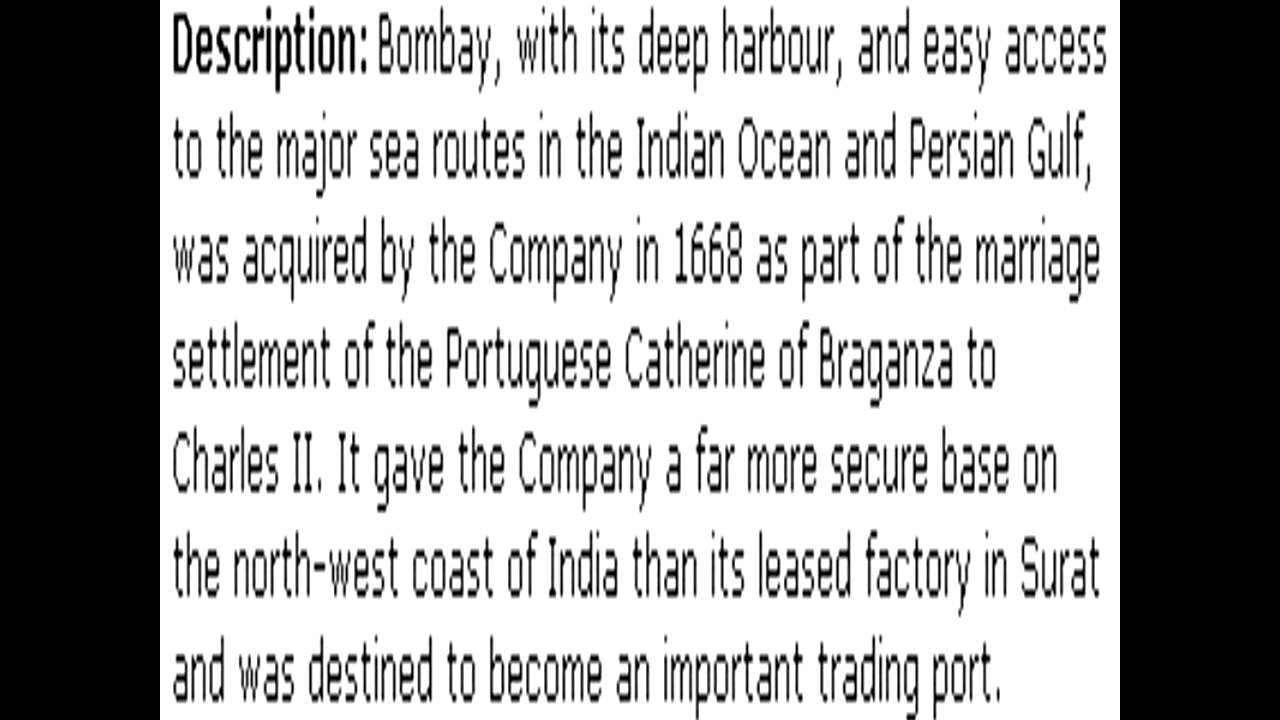 Description: Bombay, with its deep harbour, and easy access
to the major sea routes in the Indian Ocean and Persian Gulf,
was acquired by the Company in 1668 as part of the marriage
settlement of the Portuguese Catherine of Braganza to
Charles II. It gave the Company a far more secure base on
the north-west coast of India than its leased factory in Surat
and was destined to become an important trading port.